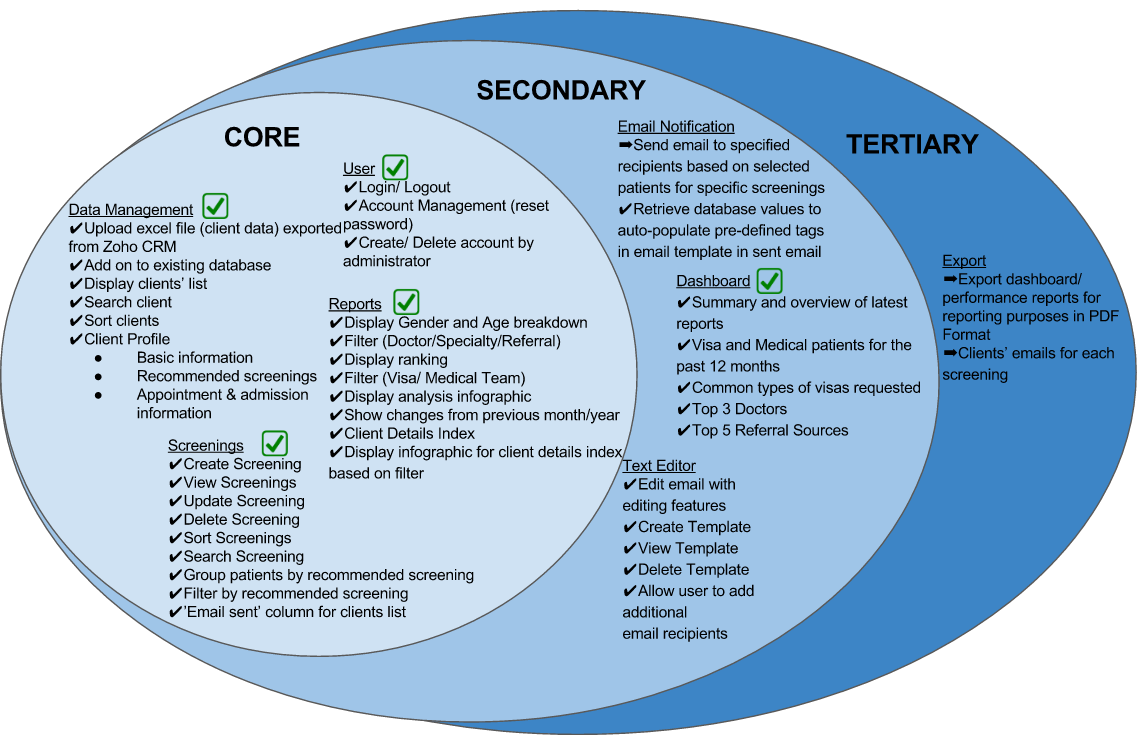 CORE
Data Management
✔Upload excel file (client data) exported
from Zoho CRM
✔Add on to existing database
✔Display clients' list
✔Search client
✔Sort clients
✔Client Profile
● Basic information
● Recommended screenings
● Appointment & admission
information
User
✔Login/ Logout
✔Account Management (reset
password)
✔Create/ Delete account by
administrator
Reports
✔Display Gender and Age breakdown
✔Filter (Doctor/Specialty/Referral)
✔Display ranking
✔Filter (Visa/ Medical Team)
✔Display analysis infographic
✔Show changes from previous month/year
✔Client Details Index
✔Display infographic for client details index
based on filter
Screenings
✔Create Screening
✔View Screenings
✔Update Screening
✔Delete Screening
✔Sort Screenings
✔Search Screening
✔Group patients by recommended screening
✔Filter by recommended screening
✔'Email sent' column for clients list
SECONDARY
Email Notification
➡Send email to specified
recipients based on selected
patients for specific screenings
✔Retrieve database values to
auto-populate pre-defined tags
in email template in sent email
Dashboard
✔Summary and overview of latest
reports
✔Visa and Medical patients for the
past 12 months
✔Common types of visas requested
✔Top 3 Doctors
✔Top 5 Referral Sources
Text Editor
✔Edit email with
editing features
✔Create Template
✔View Template
✔Delete Template
✔Allow user to add
additional
email recipients
TERTIARY
Export
➡Export dashboard/
performance reports for
reporting purposes in PDF
Format
➡Clients' emails for each
screening